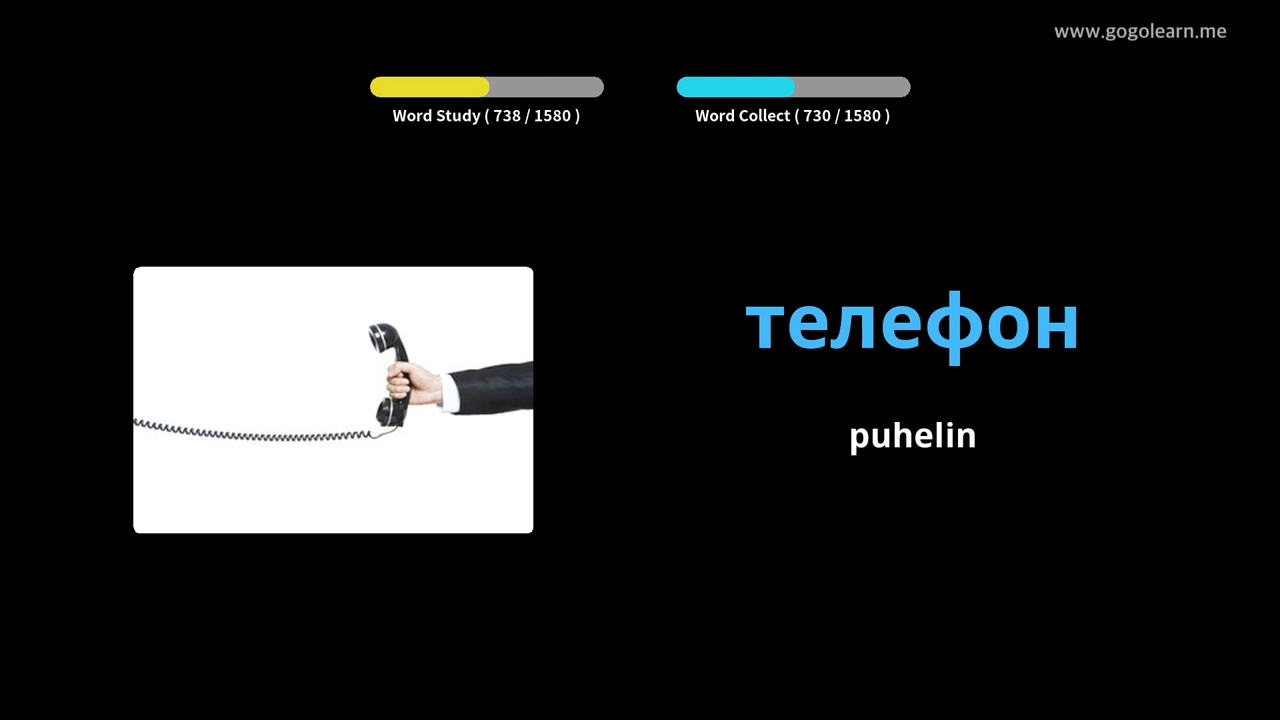 www.gogolearn.me
Word Study ( 738 / 1580 )
Word Collect ( 730 / 1580 )
телефон
puhelin